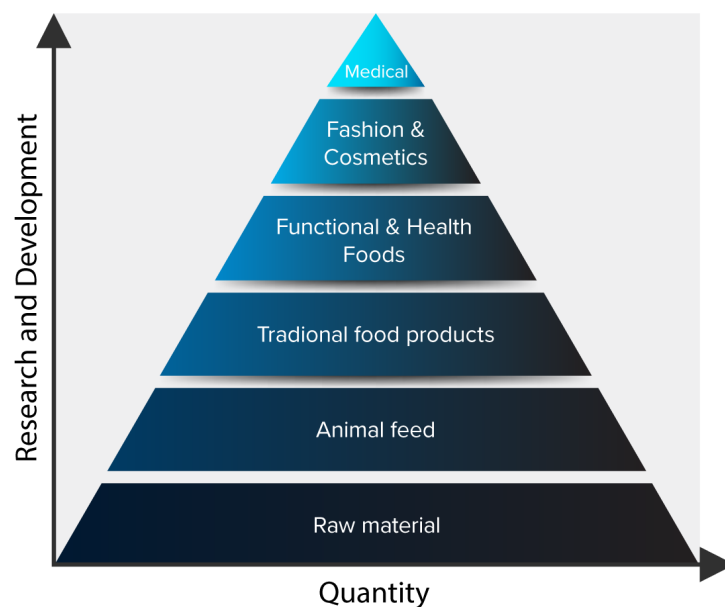 Research and Development
Medical
Fashion &
Cosmetics
Functional & Health
Foods
Tradional food products
Animal feed
Raw material
Quantity